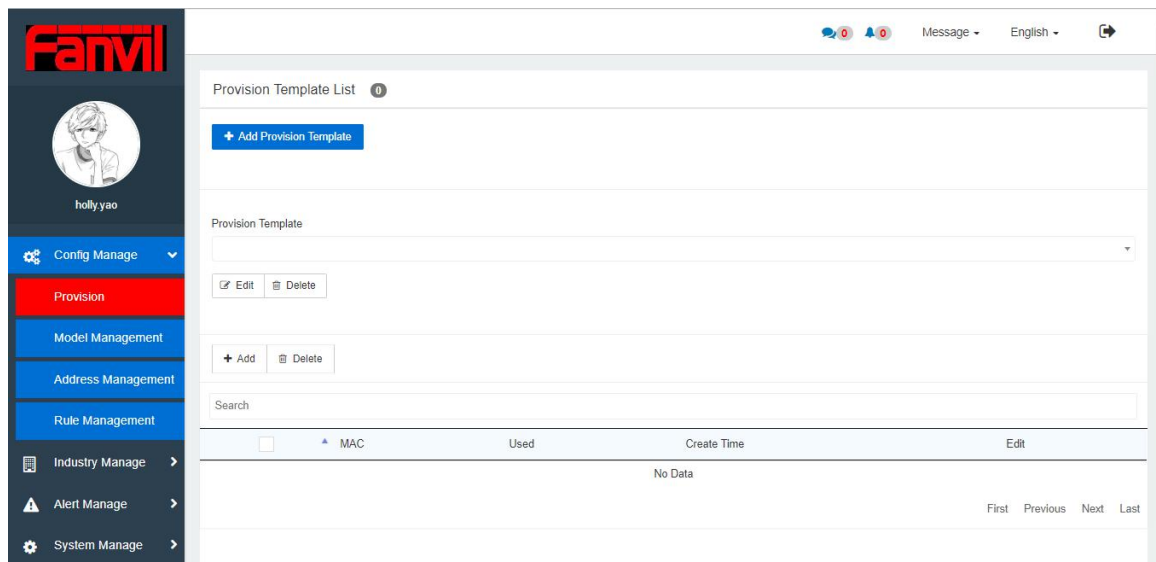 Fanvil
0 0 Message English
holly.yao
Config Manage
Provision
Model Management
Address Management
Rule Management
Industry Manage
Alert Manage
System Manage
Provision Template List 0
+ Add Provision Template
Provision Template
Edit Delete
+ Add Delete
Search
MAC Used Create Time Edit
No Data
First Previous Next Last